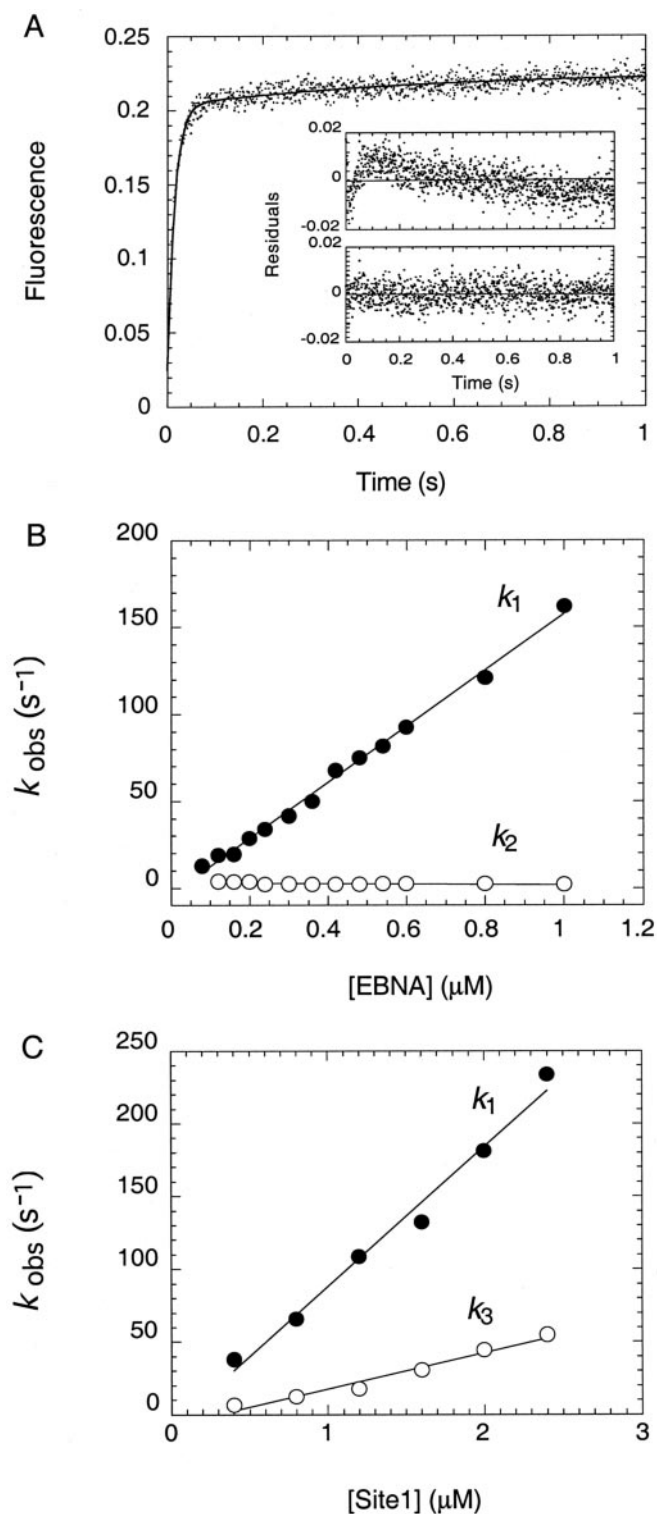 A
0.25
0.2
0.15
0.1
0.05
0
Fluorescence
0.02
0
-0.02
0.02
0
-0.02
Residuals
0 0.2 0.4 0.6 0.8 1
Time (s)
0 0.2 0.4 0.6 0.8 1
Time (s)
B
200
150
100
50
0
k obs (s⁻¹)
k₁
k₂
0 0.2 0.4 0.6 0.8 1 1.2
[EBNA] (μM)
C
250
200
150
100
50
0
k obs (s⁻¹)
k₁
k₃
0 1 2 3
[Site1] (μM)